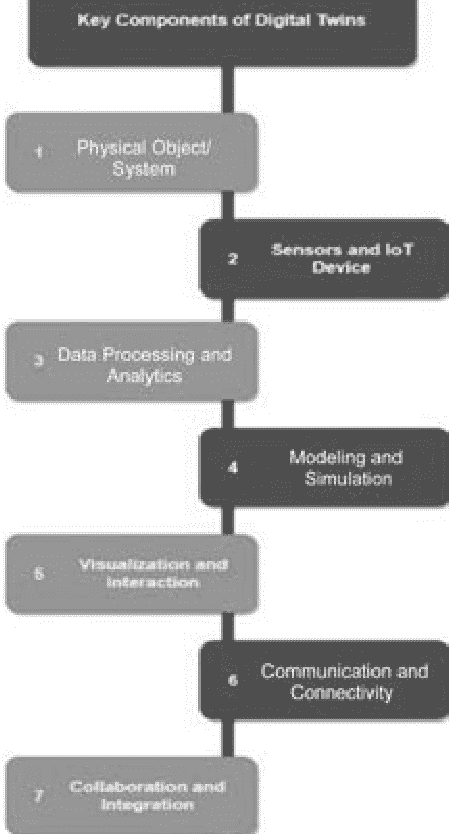 Key Components of Digital Twins
1 Physical Object/
System
2 Sensors and IoT
Device
3 Data Processing and
Analytics
4 Modeling and
Simulation
5 Visualization and
Interaction
6 Communication and
Connectivity
7 Collaboration and
Integration